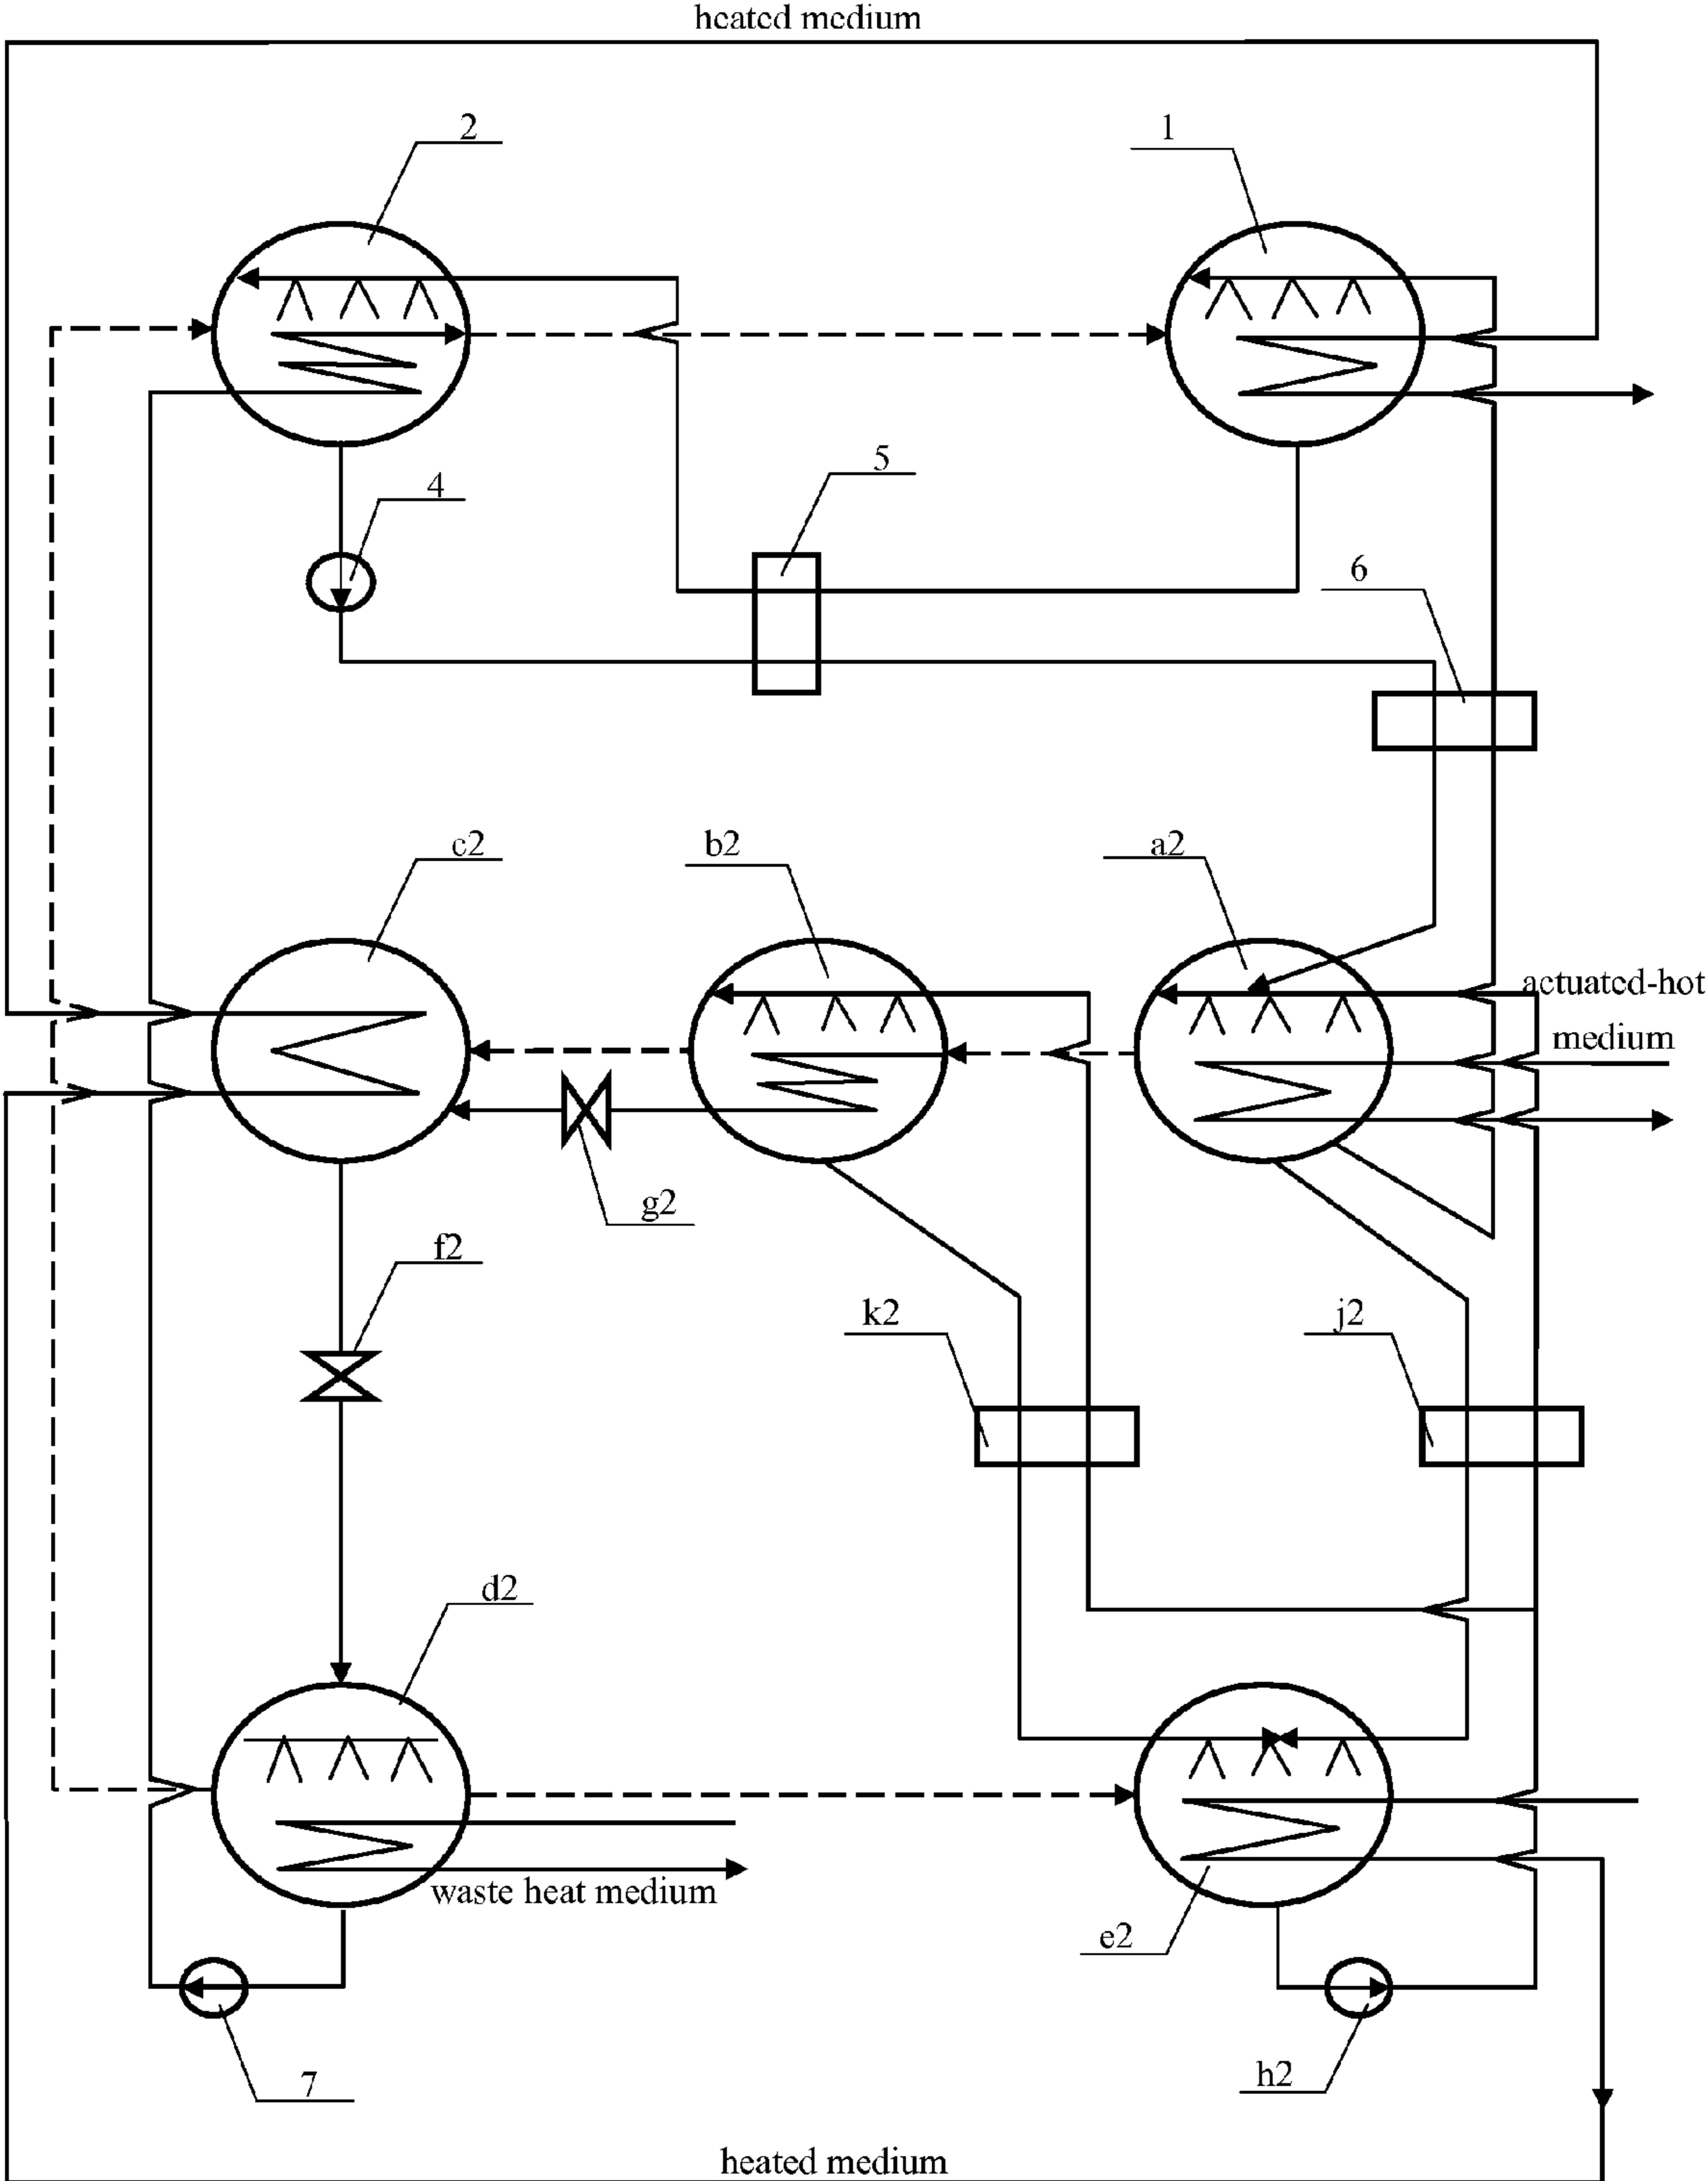 heated medium
2
1
5
4
6
c2
b2
a2
actuated-hot
medium
g2
f2
k2
j2
d2
waste heat medium
e2
h2
7
heated medium